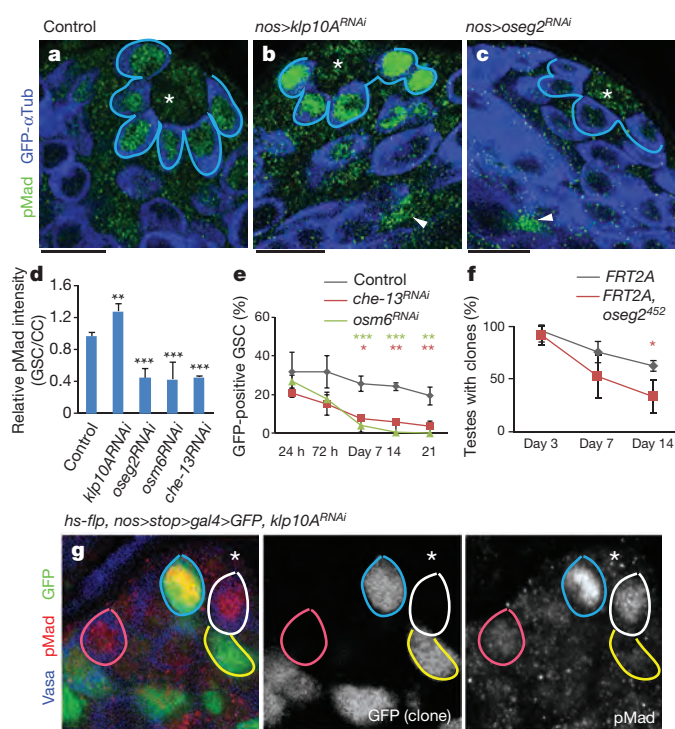 Control
nos>klp10A^RNAi
nos>oseg2^RNAi
pMad GFP-αTub
a
*
b
*
c
*
d
Relative pMad intensity
(GSC/CC)
1.6
1.2
0.8
0.4
0
**
***
***
***
Control
klp10ARNAi
oseg2RNAi
osm6RNAi
che-13RNAi
e
GFP-positive GSC (%)
60
40
20
0
Control
che-13^RNAi
osm6^RNAi
*** *** **
* ** **
24 h 72 h Day 7 14 21
f
Testes with clones (%)
100
50
0
FRT2A
FRT2A,
oseg2^452
*
Day 3 Day 7 Day 14
hs-flp, nos>stop>gal4>GFP, klp10A^RNAi
Vasa pMad GFP
g
*
*
GFP (clone)
*
pMad